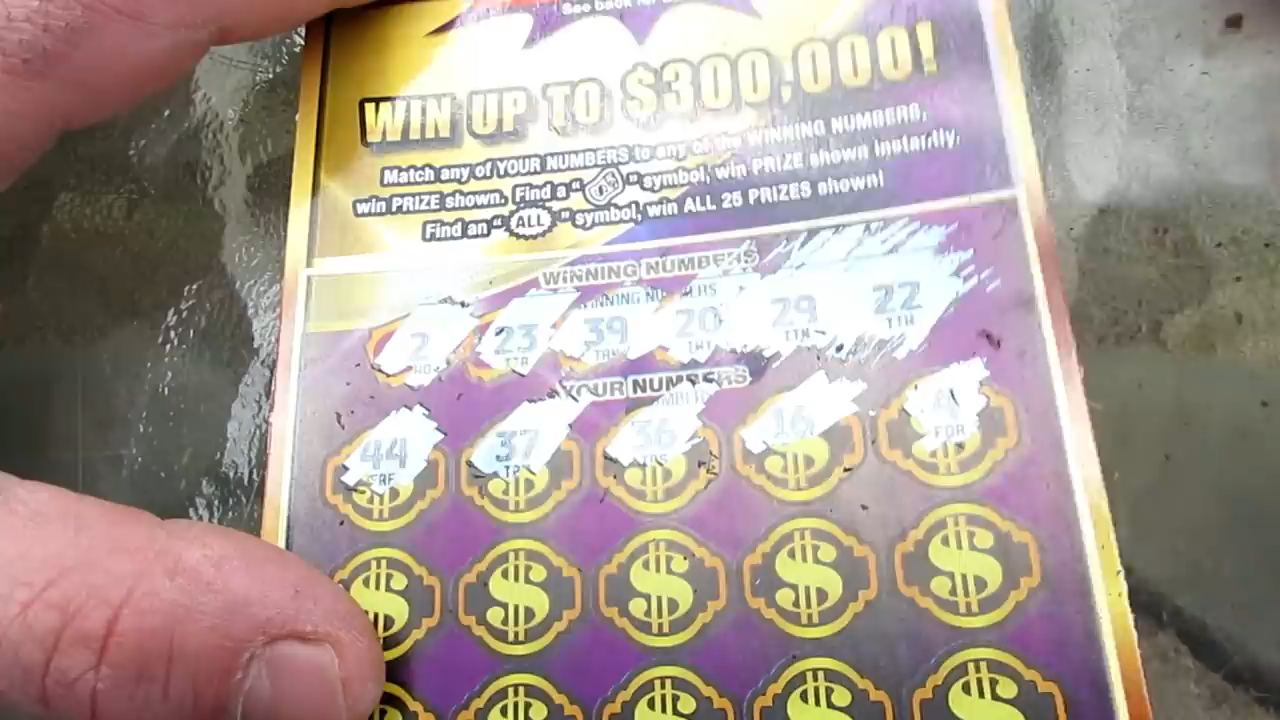 WIN UP TO $300,000!
Match any of YOUR NUMBERS to any of the WINNING NUMBERS,
win PRIZE shown. Find a " " symbol, win PRIZE shown instantly.
Find an " ALL " symbol, win ALL 25 PRIZES shown!
WINNING NUMBERS
2 23 39 20 29 22
YOUR NUMBERS
44 37 36 16 4
FOR
$ $ $ $ $
$ $ $ $ $
$ $ $ $ $